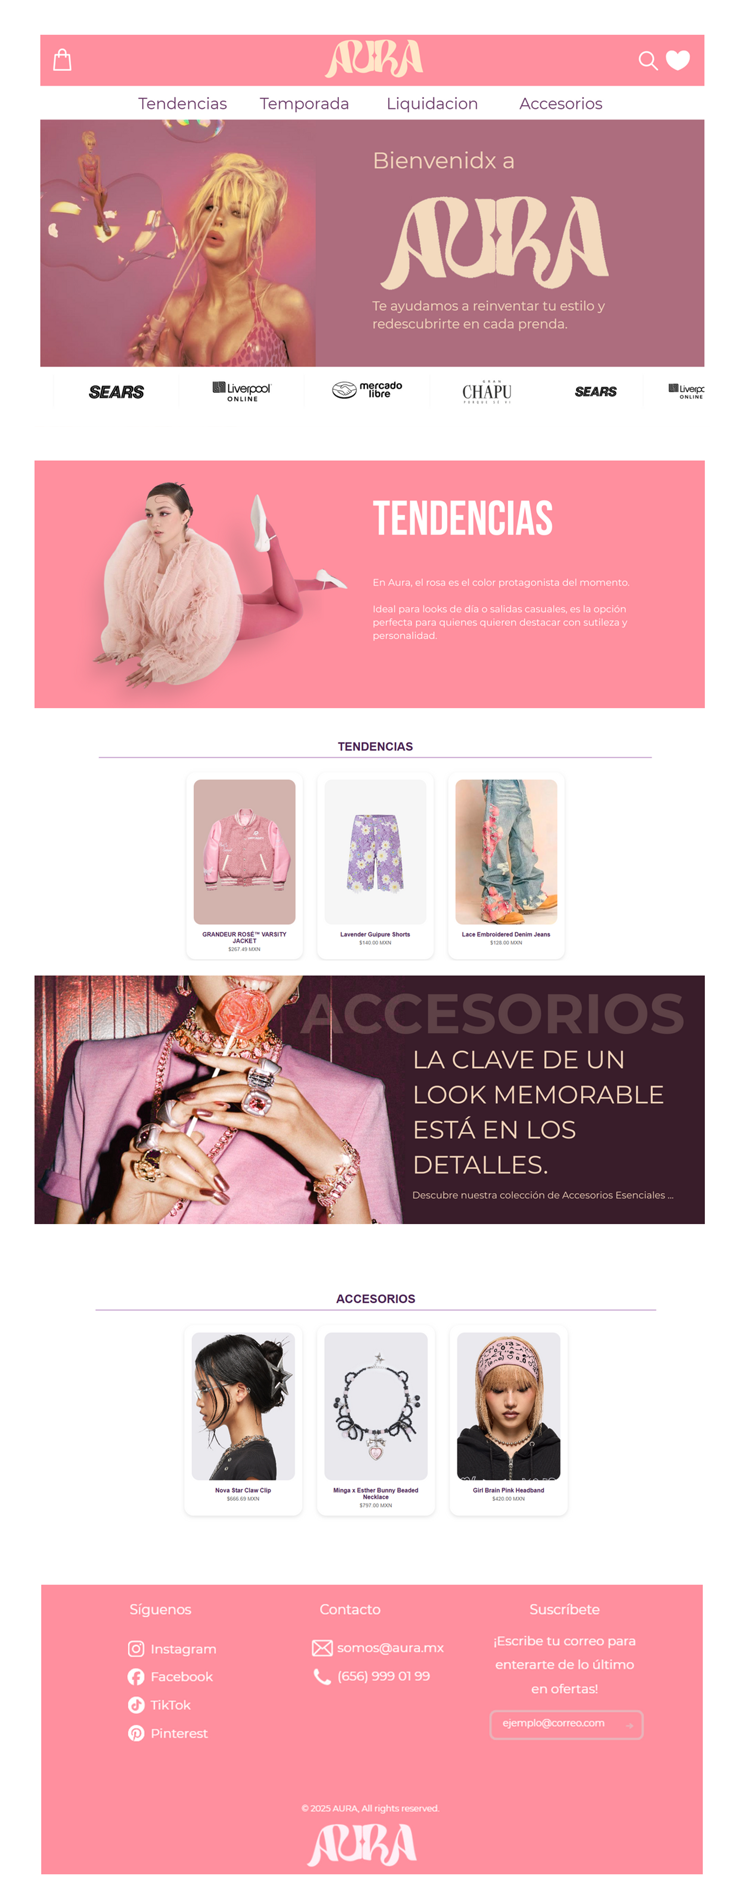 AURA
Tendencias Temporada Liquidacion Accesorios
Bienvenidx a
AURA
Te ayudamos a reinventar tu estilo y
redescubrirte en cada prenda.
SEARS Liverpool ONLINE mercado libre GRAN CHAPU SEARS Liverpo ONLINE
TENDENCIAS
En Aura, el rosa es el color protagonista del momento.
Ideal para looks de día o salidas casuales, es la opción
perfecta para quienes quieren destacar con sutileza y
personalidad.
TENDENCIAS
GRANDEUR ROSÉ™ VARSITY
JACKET
$267.49 MXN
Lavender Guipure Shorts
$140.00 MXN
Lace Embroidered Denim Jeans
$128.00 MXN
ACCESORIOS
LA CLAVE DE UN
LOOK MEMORABLE
ESTÁ EN LOS
DETALLES.
Descubre nuestra colección de Accesorios Esenciales ...
ACCESORIOS
Nova Star Claw Clip
$666.69 MXN
Minga x Esther Bunny Beaded
Necklace
$797.00 MXN
Girl Brain Pink Headband
$420.00 MXN
Síguenos
Instagram
Facebook
TikTok
Pinterest
Contacto
somos@aura.mx
(656) 999 01 99
Suscríbete
¡Escribe tu correo para
enterarte de lo último
en ofertas!
ejemplo@correo.com
© 2025 AURA, All rights reserved.
AURA